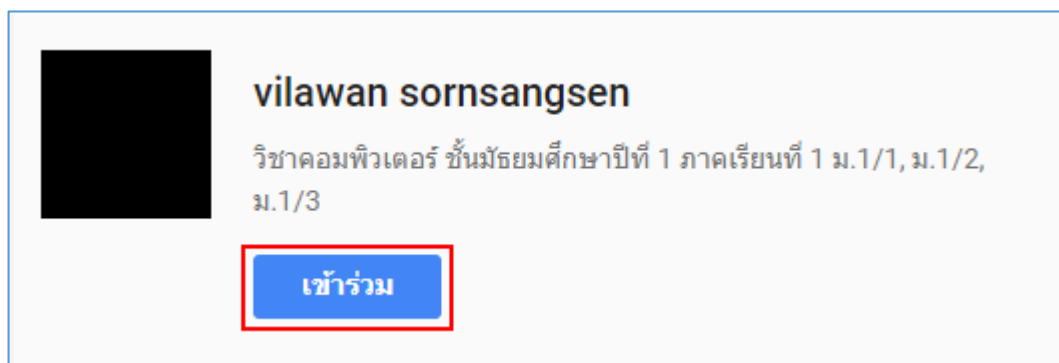 vilawan sornsangsen
วิชาคอมพิวเตอร์ ชั้นมัธยมศึกษาปีที่ 1 ภาคเรียนที่ 1 ม.1/1, ม.1/2,
ม.1/3
เข้าร่วม